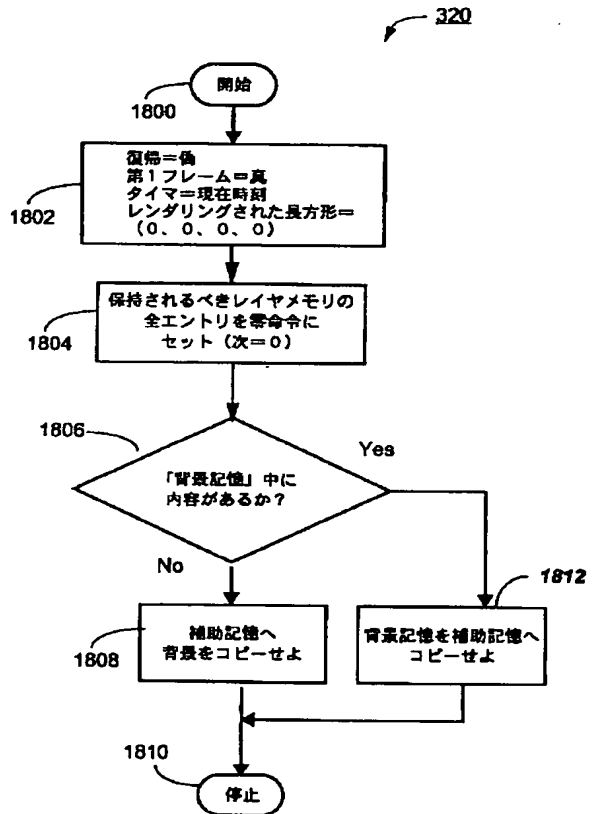 320
開始
1800
復帰=偽
第1フレーム=真
タイマ=現在時刻
レンダリングされた長方形=
(0、0、0、0)
1802
保持されるべきレイヤメモリの
全エントリを零命令に
セット(次=0)
1804
1806
Yes
「背景記憶」中に
内容があるか?
No
1812
補助記憶へ
背景をコピーせよ
1808
背景記憶を補助記憶へ
コピーせよ
1810
停止